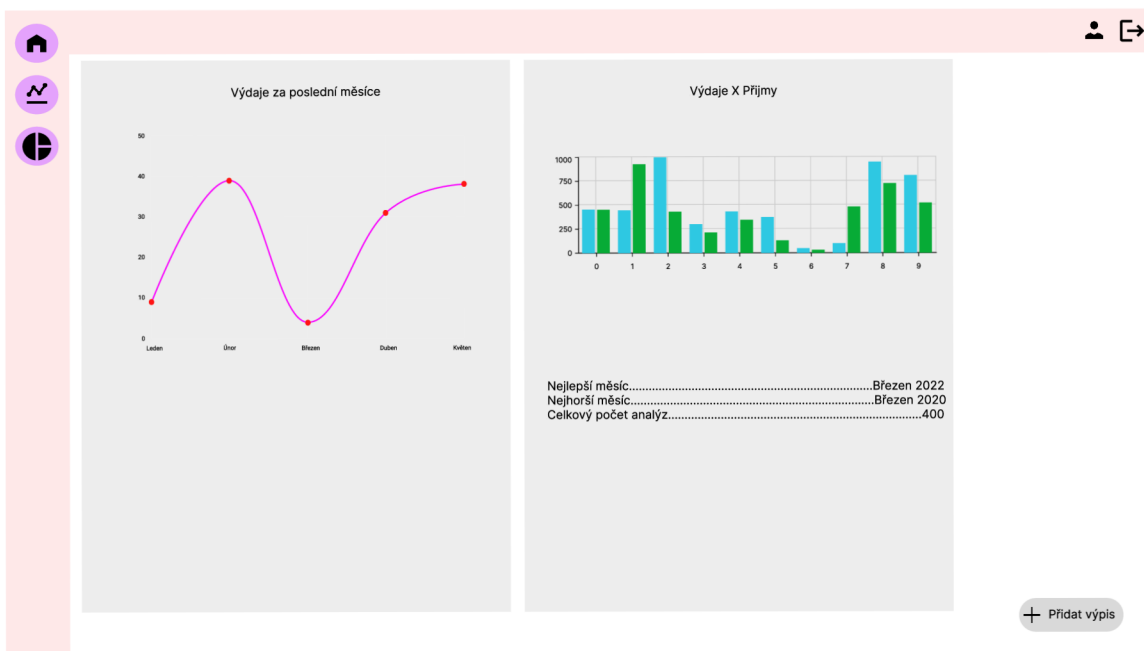 Výdaje za poslední měsíce
50
40
30
20
10
0
Leden Únor Březen Duben Květen
Výdaje X Přijmy
1000
750
500
250
0
0 1 2 3 4 5 6 7 8 9
Nejlepší měsíc..........................................................................Březen 2022
Nejhorší měsíc..........................................................................Březen 2020
Celkový počet analýz.............................................................................400
Přidat výpis